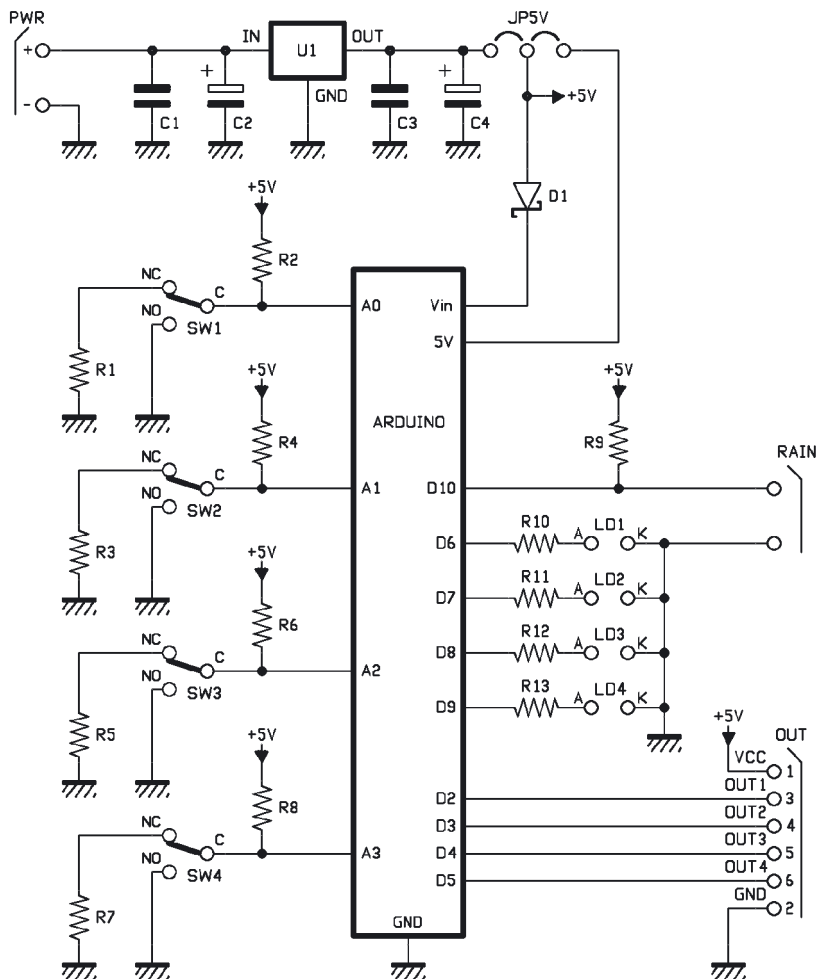 PWR
JP5V
+
IN
U1
OUT
+
+
-
GND
+5V
C1
C2
C3
C4
+5V
D1
R2
NC
C
A0
Vin
NO
SW1
5V
R1
+5V
+5V
ARDUINO
R4
R9
RAIN
NC
C
A1
D10
NO
SW2
R10
A
LD1
K
R3
D6
+5V
R11
A
LD2
K
D7
R6
R12
A
LD3
K
NC
C
D8
A2
NO
SW3
R13
A
LD4
K
D9
+5V
R5
+5V
OUT
VCC
1
OUT1
R8
D2
3
OUT2
NC
D3
4
C
OUT3
A3
D4
5
NO
SW4
OUT4
D5
6
GND
R7
GND
2